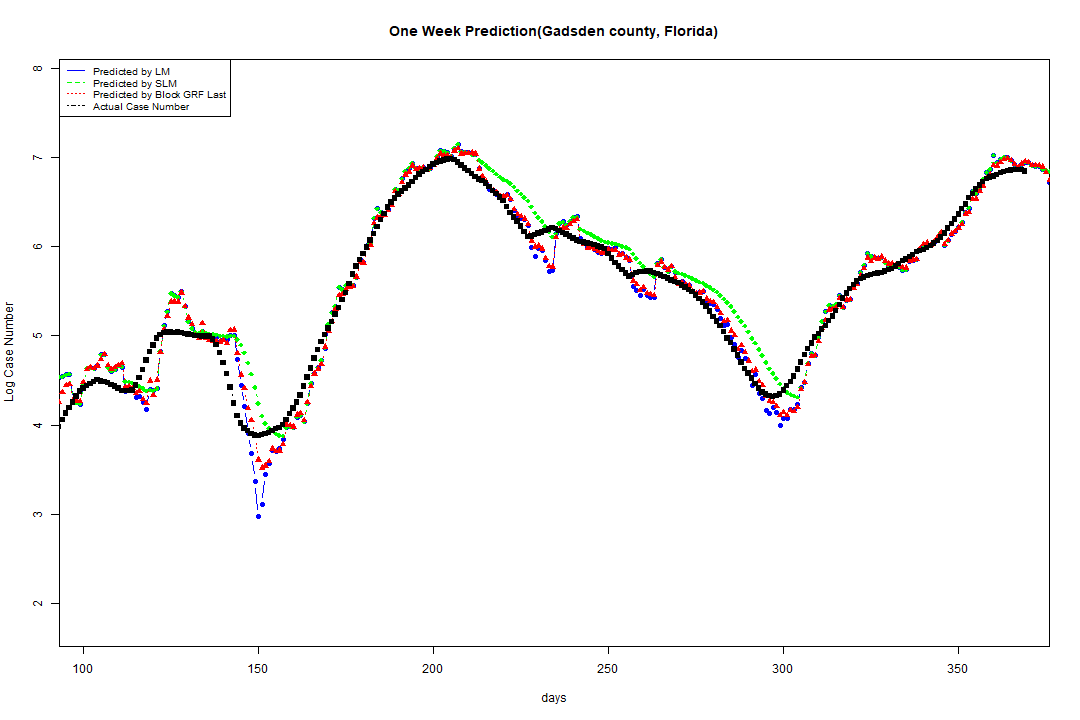 One Week Prediction(Gadsden county, Florida)
Predicted by LM
Predicted by SLM
Predicted by Block GRF Last
Actual Case Number
8
7
6
5
4
3
2
Log Case Number
100 150 200 250 300 350
days